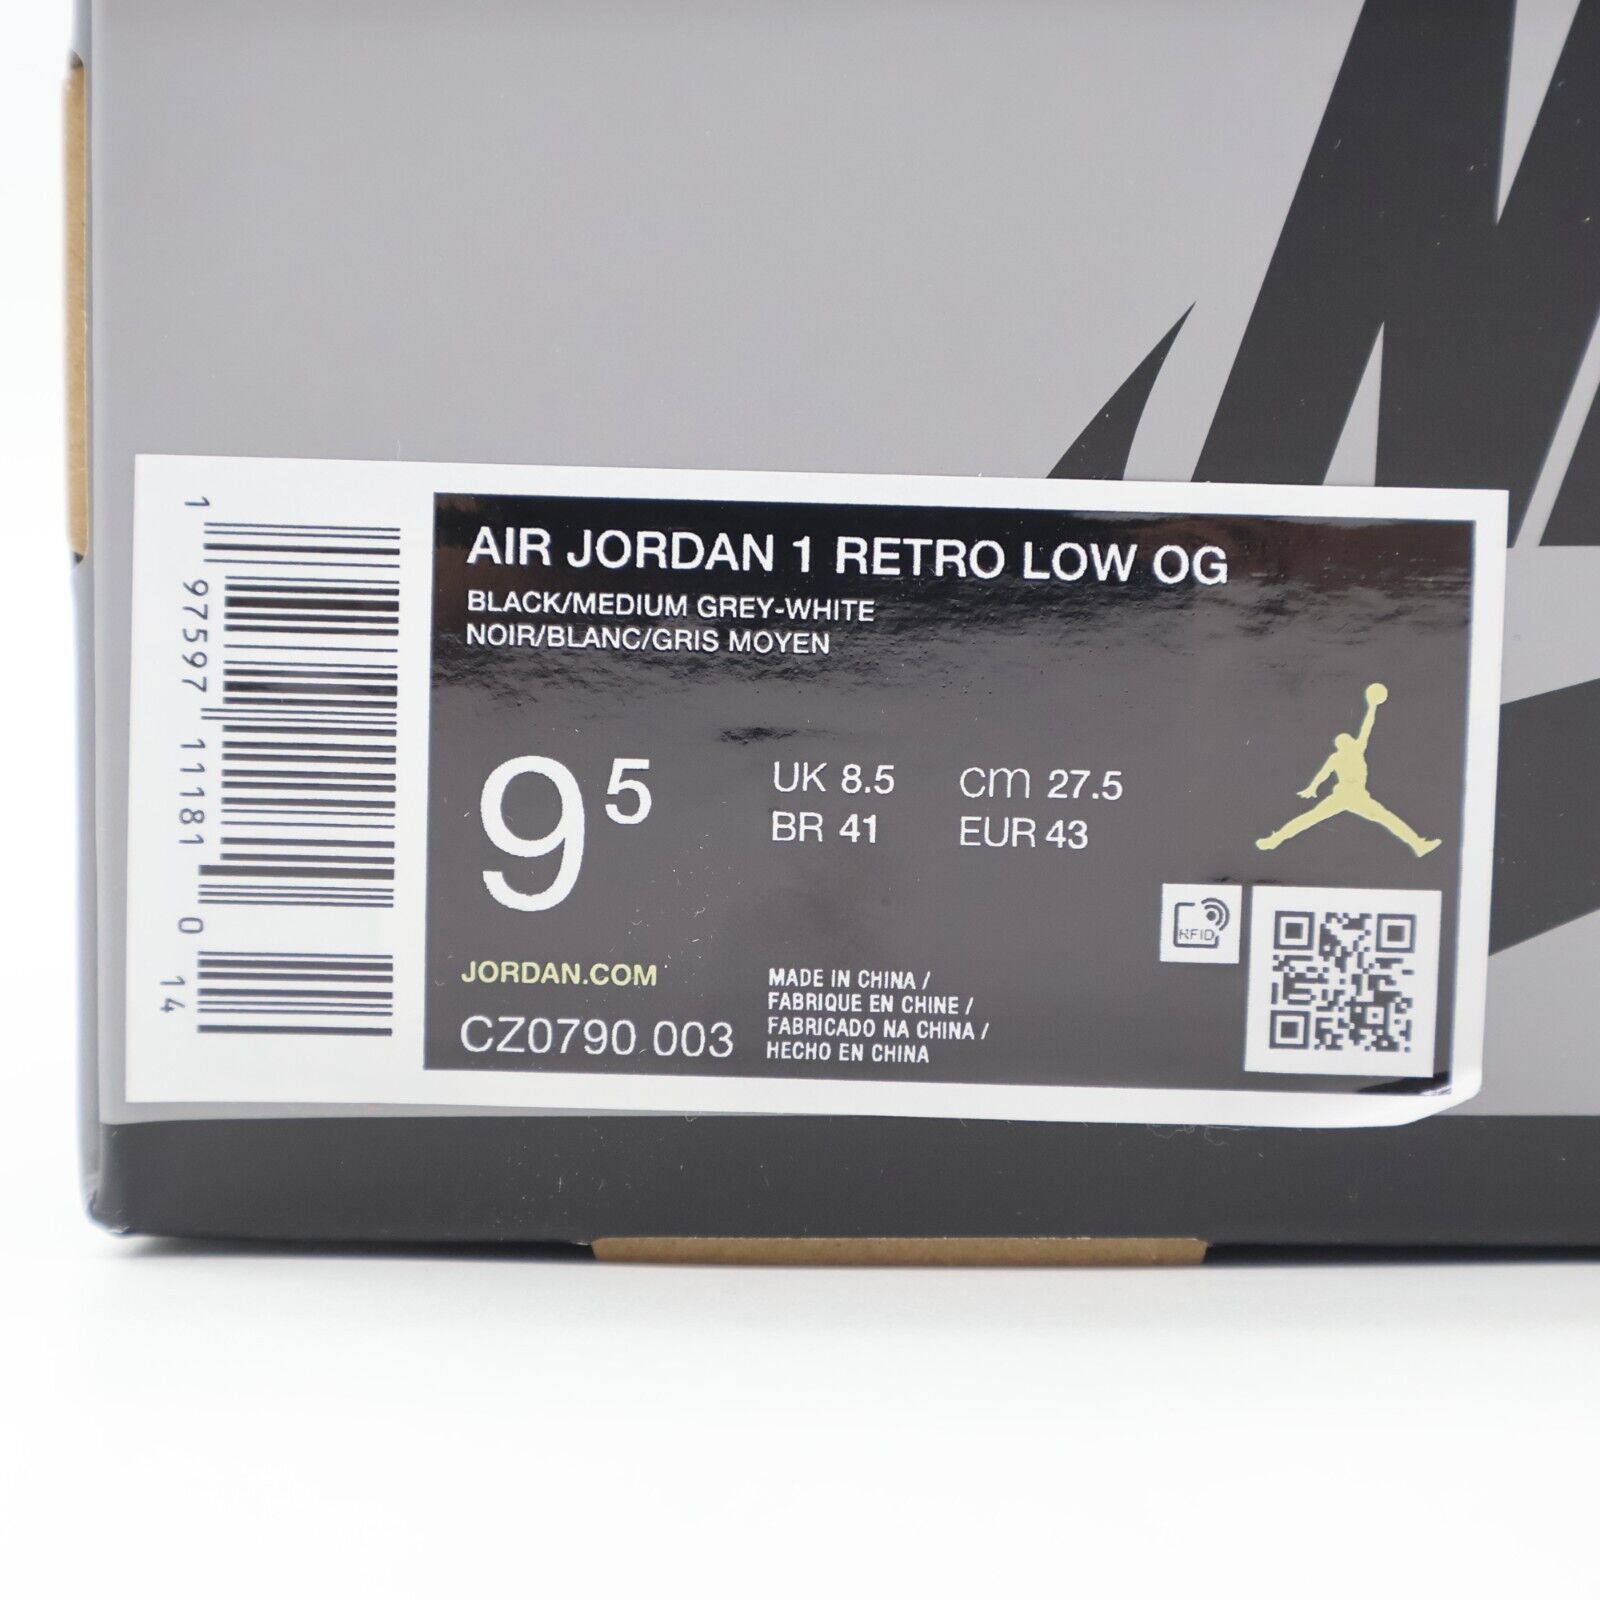 AIR JORDAN 1 RETRO LOW OG
BLACK/MEDIUM GREY-WHITE
NOIR/BLANC/GRIS MOYEN
9 5
UK 8.5 cm 27.5
BR 41 EUR 43
RFID
JORDAN.COM
CZ0790 003
MADE IN CHINA /
FABRIQUE EN CHINE /
FABRICADO NA CHINA /
HECHO EN CHINA
1 97597 11181 0 14